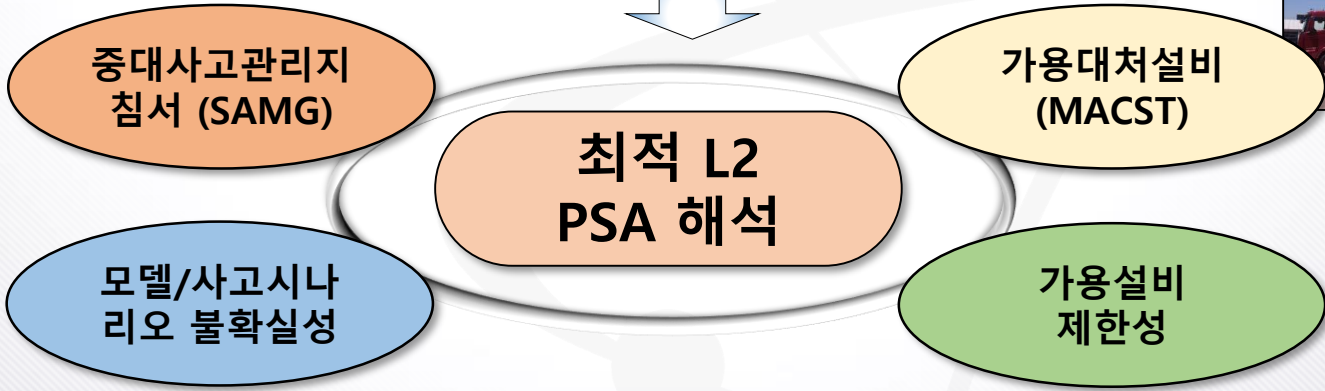 중대사고관리지
침서 (SAMG)
가용대처설비
(MACST)
최적 L2
PSA 해석
모델/사고시나
리오 불확실성
가용설비
제한성